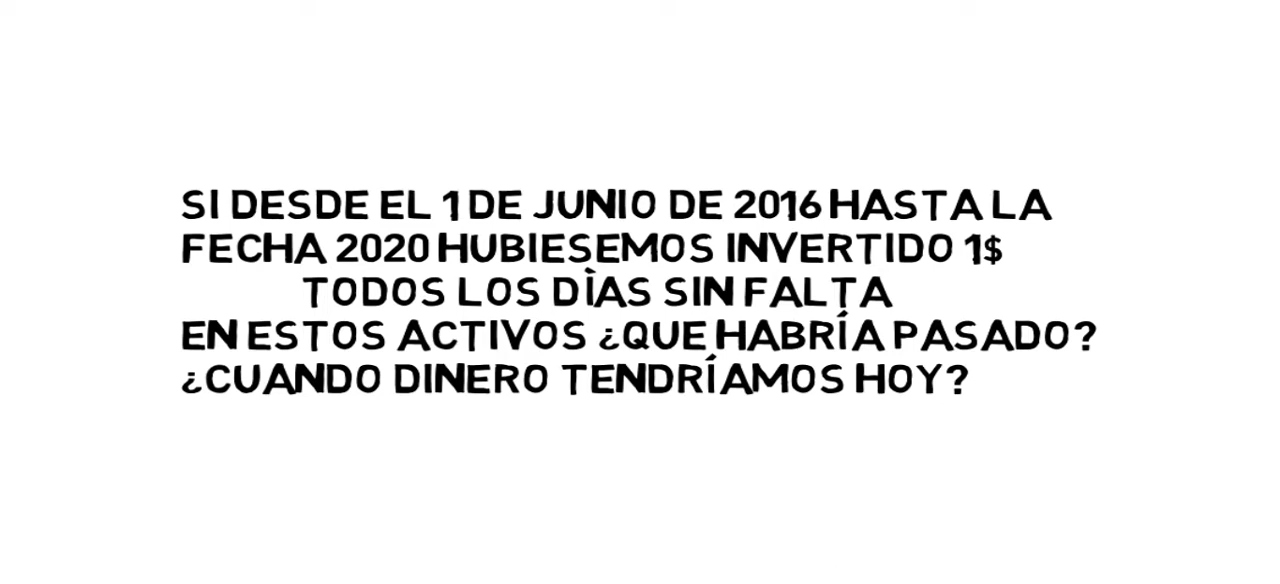 SI DESDE EL 1 DE JUNIO DE 2016 HASTA LA
FECHA 2020 HUBIESEMOS INVERTIDO 1$
TODOS LOS DÌAS SIN FALTA
EN ESTOS ACTIVOS ¿QUE HABRÍA PASADO?
¿CUANDO DINERO TENDRÍAMOS HOY?